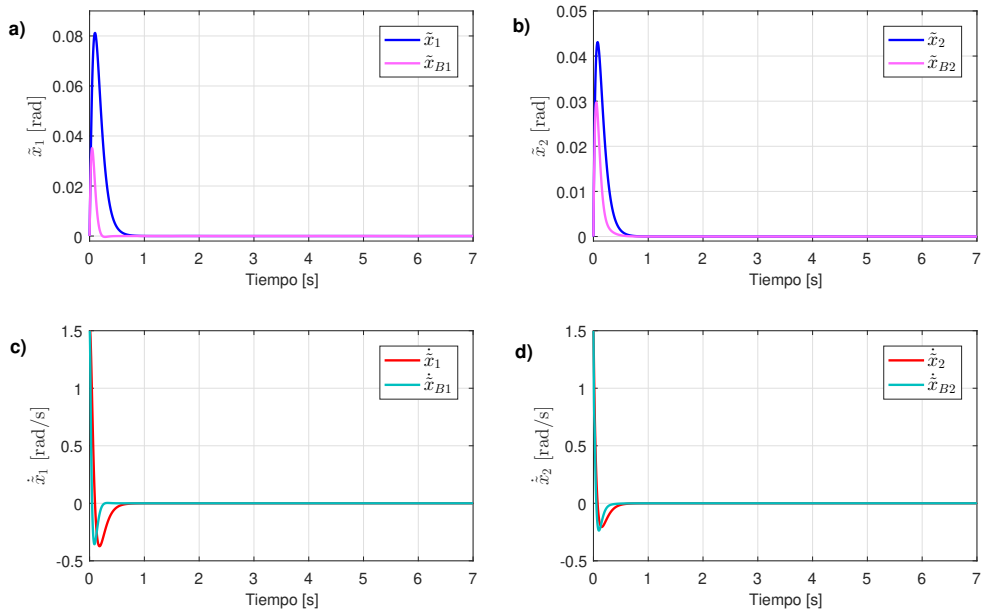 a)
0.08
0.06
0.04
0.02
0
x̃₁ [rad]
x̃₁
x̃_B1
0 1 2 3 4 5 6 7
Tiempo [s]
b)
0.05
0.04
0.03
0.02
0.01
0
x̃₂ [rad]
x̃₂
x̃_B2
0 1 2 3 4 5 6 7
Tiempo [s]
c)
1.5
1
0.5
0
-0.5
ẋ̃₁ [rad/s]
ẋ̃₁
ẋ̃_B1
0 1 2 3 4 5 6 7
Tiempo [s]
d)
1.5
1
0.5
0
-0.5
ẋ̃₂ [rad/s]
ẋ̃₂
ẋ̃_B2
0 1 2 3 4 5 6 7
Tiempo [s]